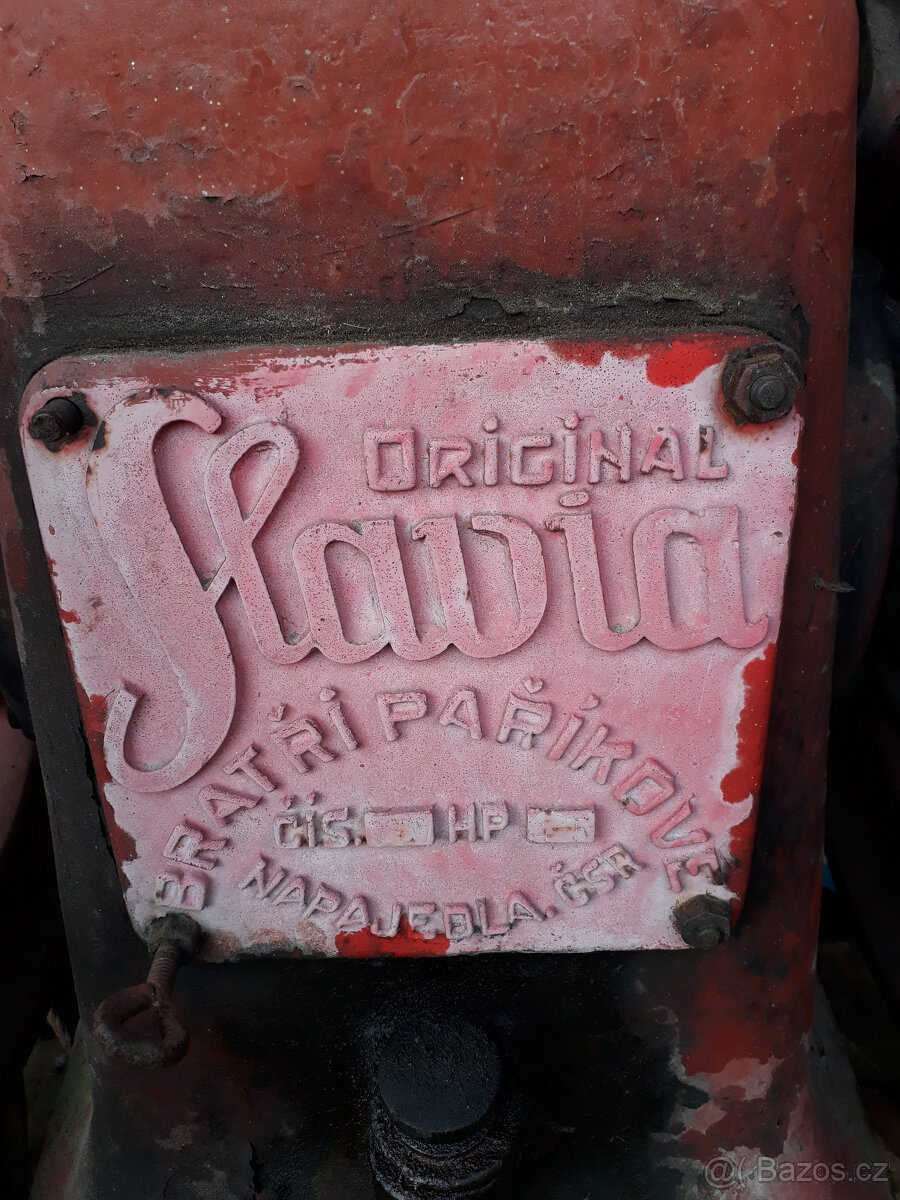 ORIGINAL
Slavia
BRATŘÍ PAŘÍKOVÉ
ČÍS. HP
NAPAJEDLA, ČSR
Bazos.cz